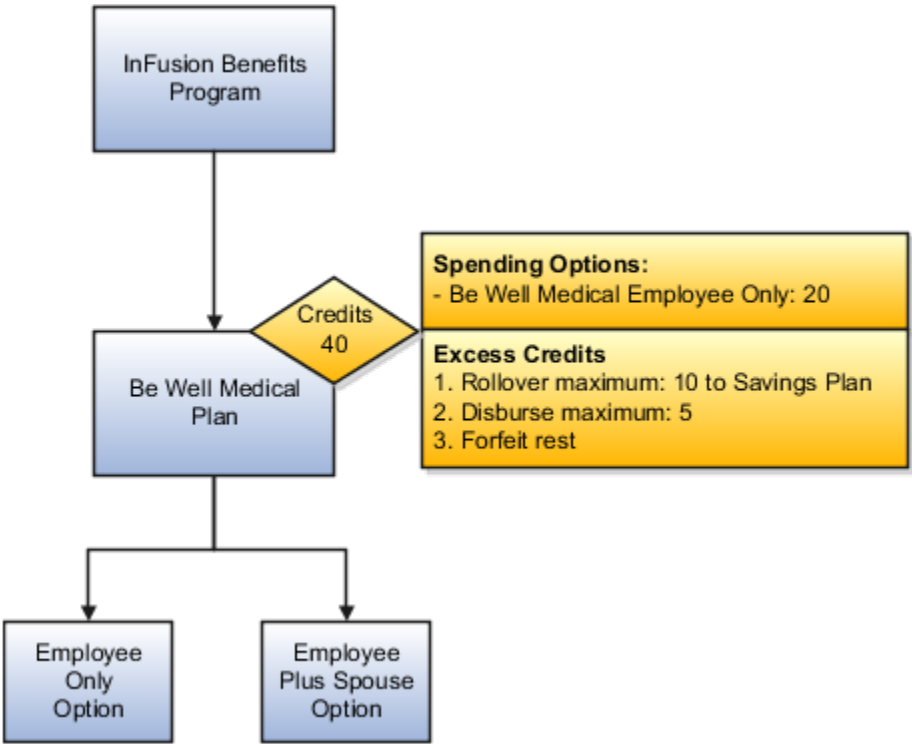 InFusion Benefits
Program
Credits
40
Spending Options:
- Be Well Medical Employee Only: 20
Excess Credits
1. Rollover maximum: 10 to Savings Plan
2. Disburse maximum: 5
3. Forfeit rest
Be Well Medical
Plan
Employee
Only
Option
Employee
Plus Spouse
Option